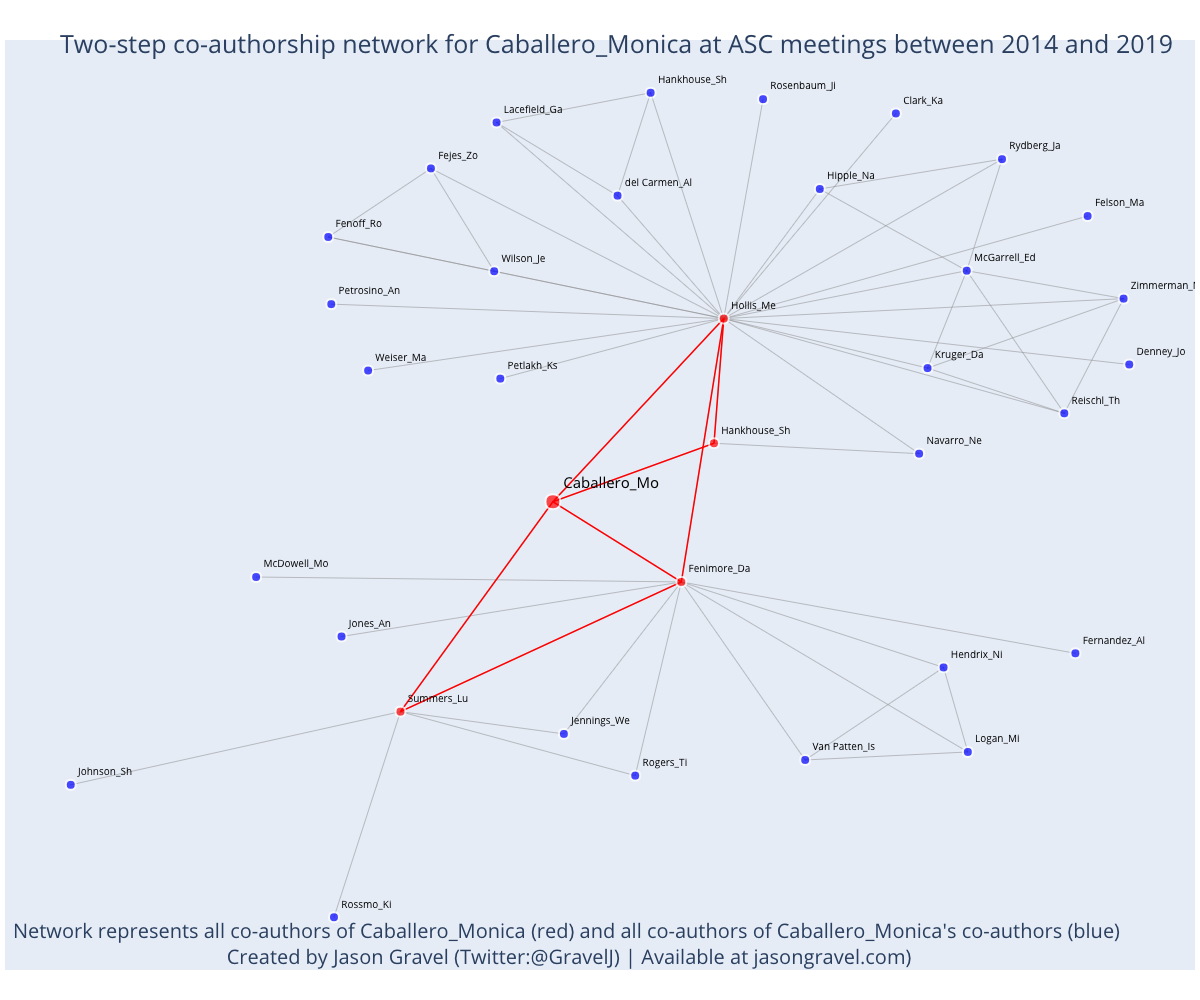 Two-step co-authorship network for Caballero_Monica at ASC meetings between 2014 and 2019
Hankhouse_Sh
Rosenbaum_Ji
Clark_Ka
Lacefield_Ga
Rydberg_Ja
Fejes_Zo
Hipple_Na
del Carmen_Al
Felson_Ma
Fenoff_Ro
Wilson_Je
McGarrell_Ed
Petrosino_An
Zimmerman_
Hollis_Me
Weiser_Ma
Petlakh_Ks
Kruger_Da
Denney_Jo
Reischl_Th
Hankhouse_Sh
Navarro_Ne
Caballero_Mo
McDowell_Mo
Fenimore_Da
Jones_An
Fernandez_Al
Hendrix_Ni
Summers_Lu
Jennings_We
Van Patten_Is
Logan_Mi
Rogers_Ti
Johnson_Sh
Rossmo_Ki
Network represents all co-authors of Caballero_Monica (red) and all co-authors of Caballero_Monica's co-authors (blue)
Created by Jason Gravel (Twitter:@GravelJ) | Available at jasongravel.com)